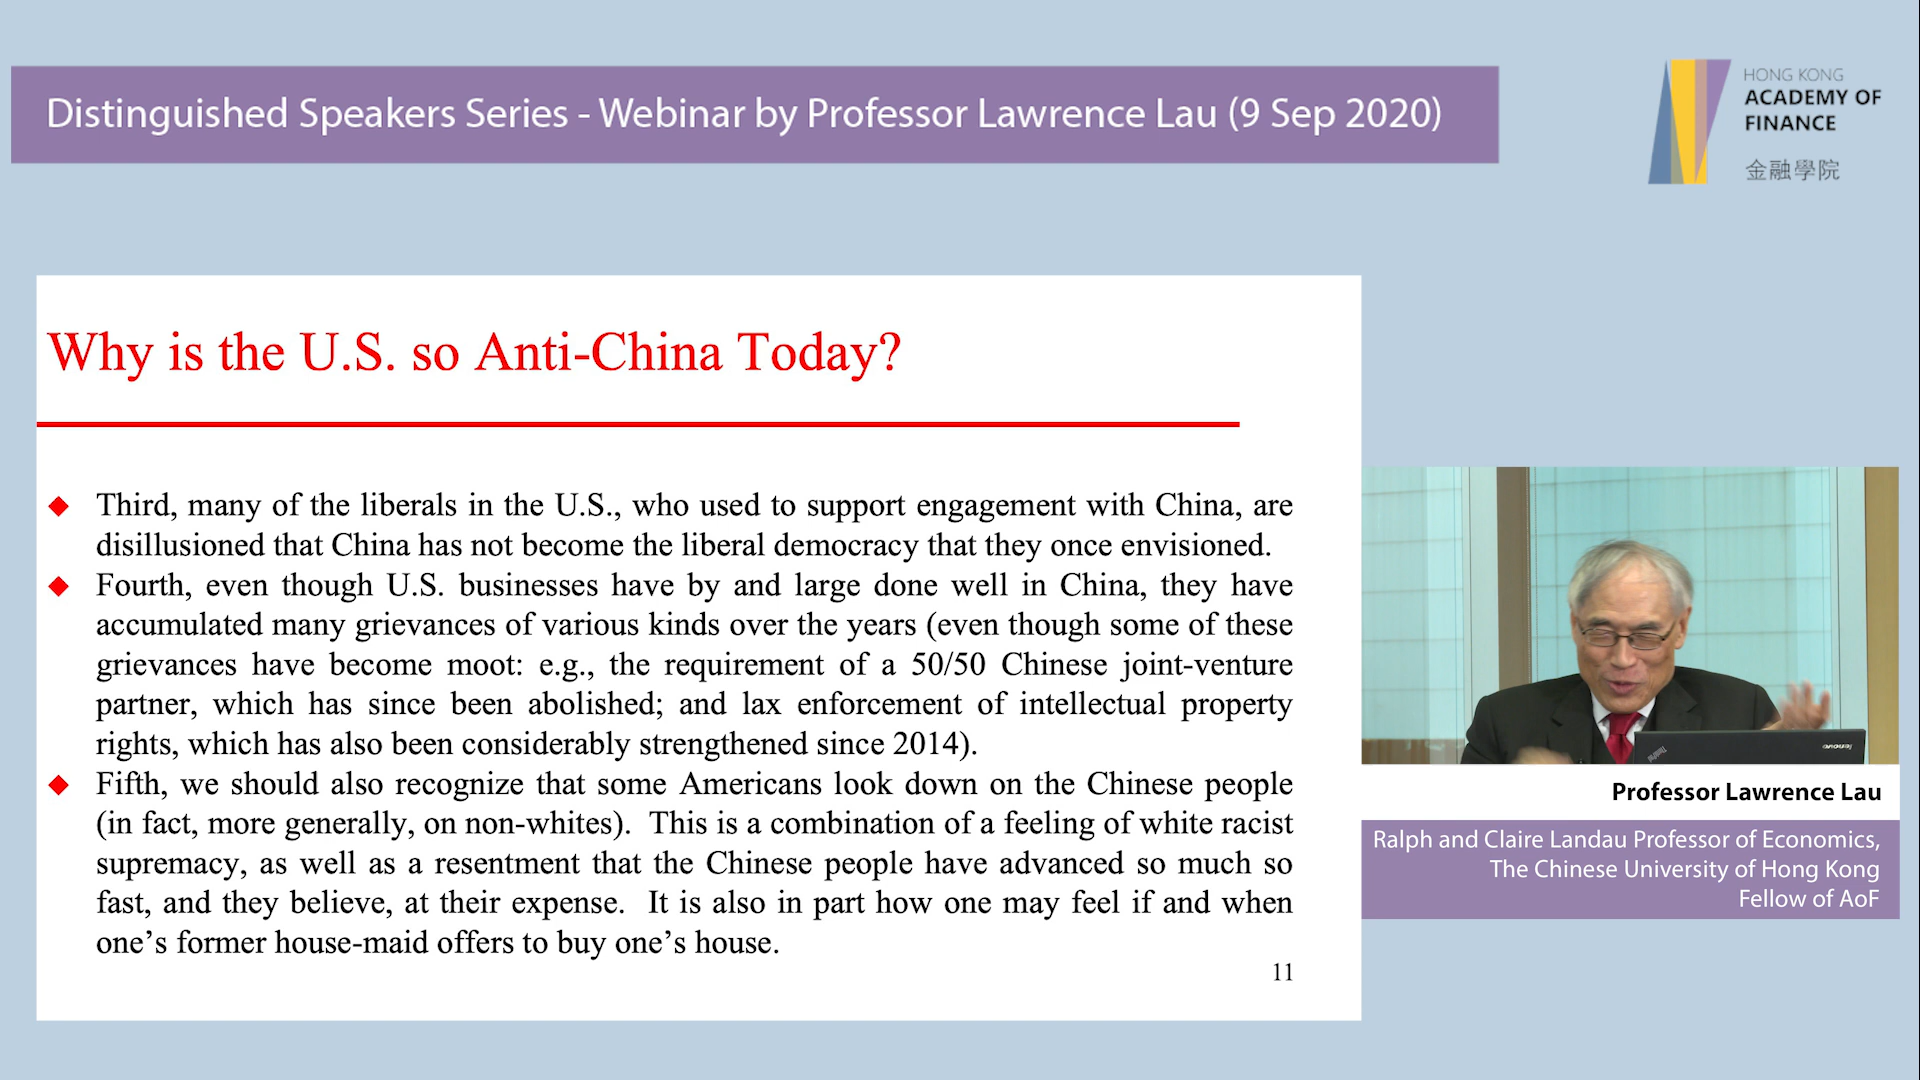 Distinguished Speakers Series - Webinar by Professor Lawrence Lau (9 Sep 2020)
HONG KONG
ACADEMY OF
FINANCE
金融學院
Why is the U.S. so Anti-China Today?
◆ Third, many of the liberals in the U.S., who used to support engagement with China, are
disillusioned that China has not become the liberal democracy that they once envisioned.
◆ Fourth, even though U.S. businesses have by and large done well in China, they have
accumulated many grievances of various kinds over the years (even though some of these
grievances have become moot: e.g., the requirement of a 50/50 Chinese joint-venture
partner, which has since been abolished; and lax enforcement of intellectual property
rights, which has also been considerably strengthened since 2014).
◆ Fifth, we should also recognize that some Americans look down on the Chinese people
(in fact, more generally, on non-whites).  This is a combination of a feeling of white racist
supremacy, as well as a resentment that the Chinese people have advanced so much so
fast, and they believe, at their expense.  It is also in part how one may feel if and when
one’s former house-maid offers to buy one’s house.
11
ThinkPad
lenovo
Professor Lawrence Lau
Ralph and Claire Landau Professor of Economics,
The Chinese University of Hong Kong
Fellow of AoF